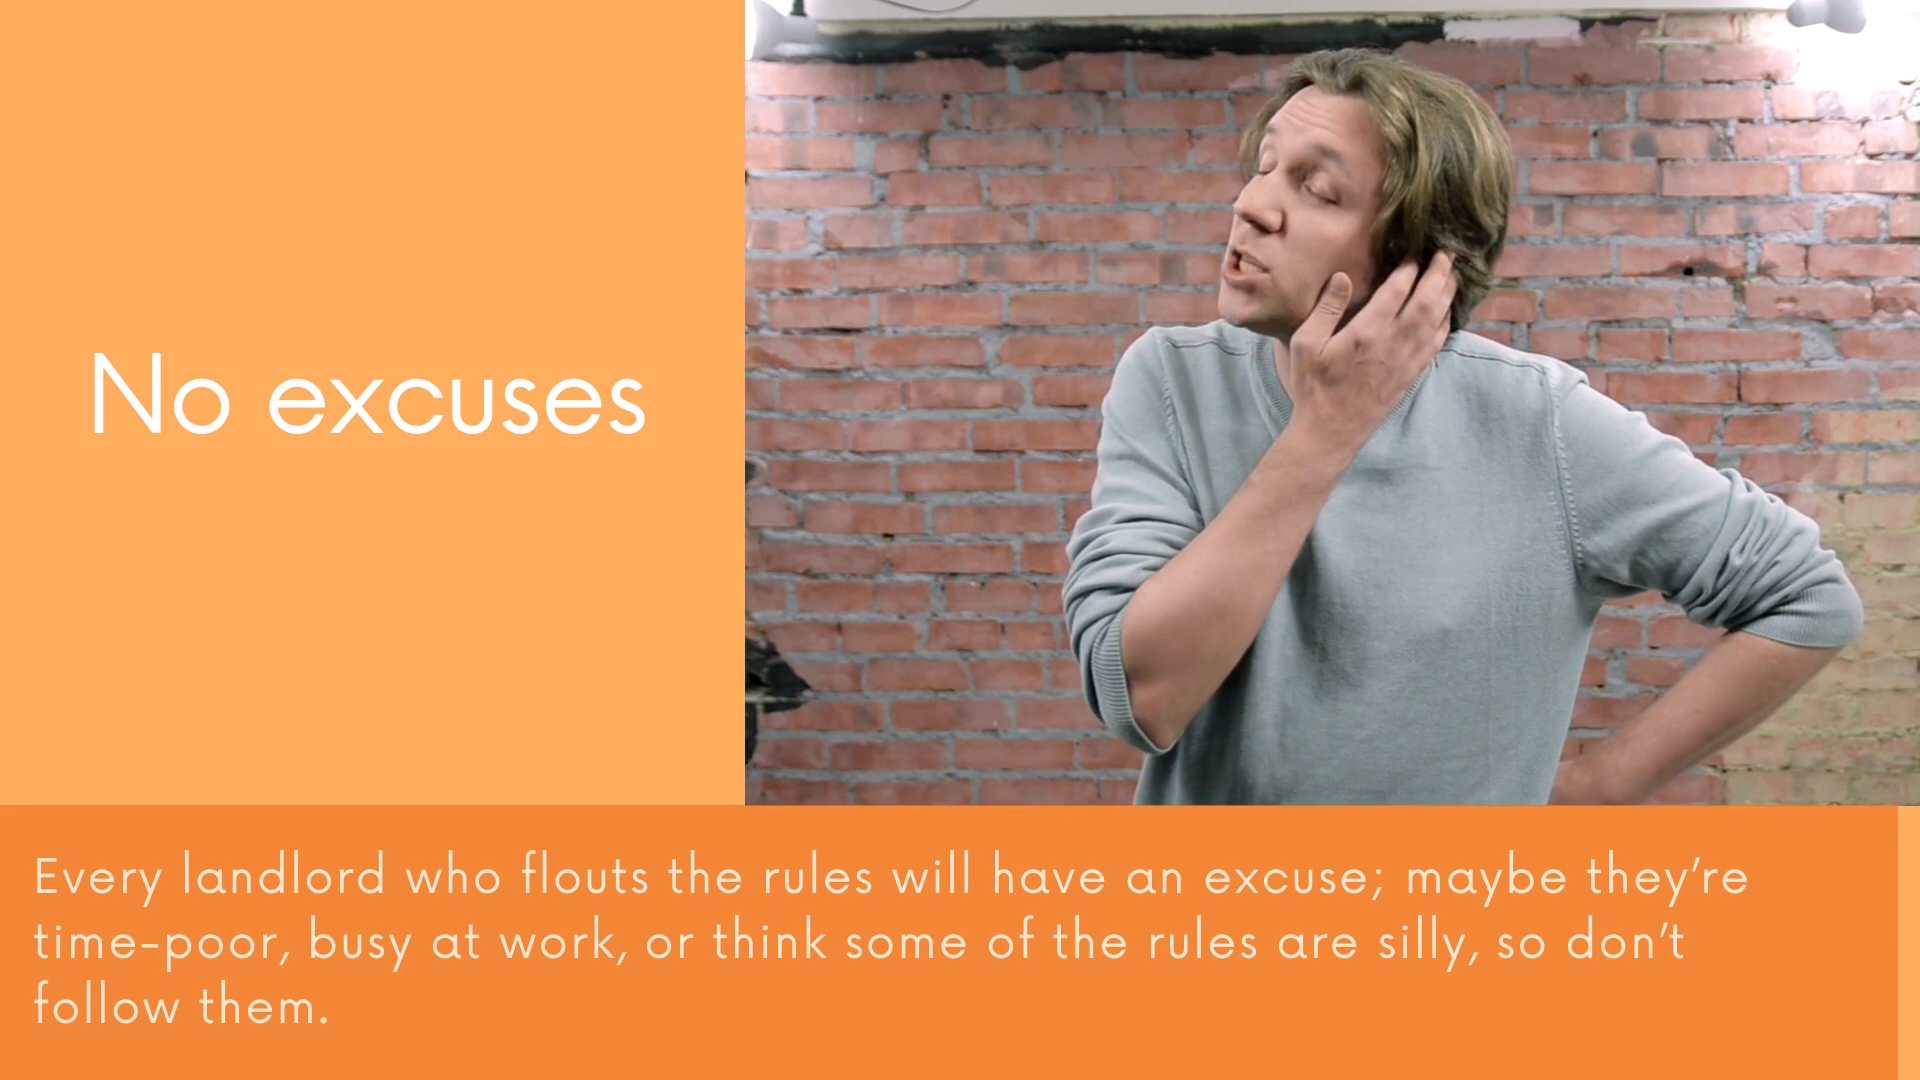 No excuses
Every landlord who flouts the rules will have an excuse; maybe they’re
time-poor, busy at work, or think some of the rules are silly, so don’t
follow them.